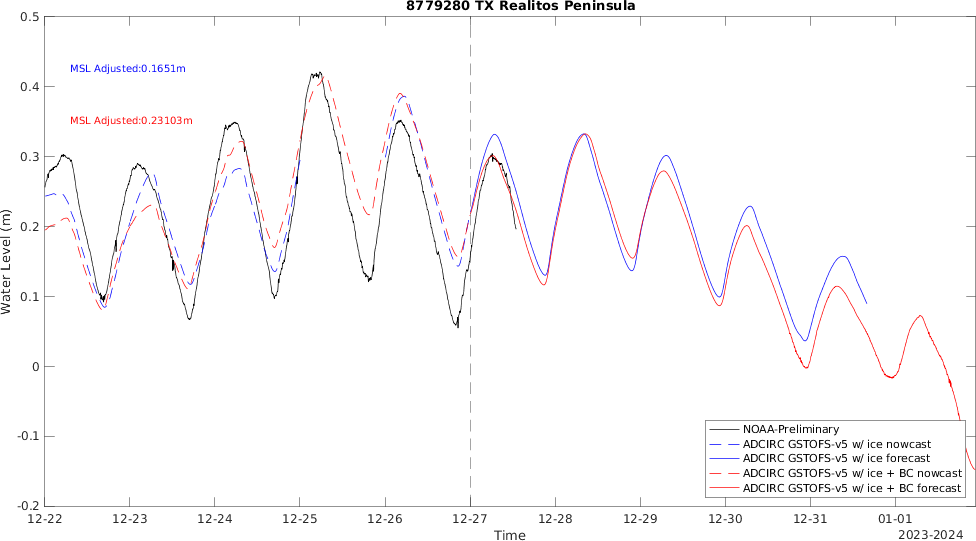 8779280 TX Realitos Peninsula
0.5
MSL Adjusted:0.1651m
0.4
MSL Adjusted:0.23103m
0.3
0.2
Water Level (m)
0.1
0
-0.1
-0.2
NOAA-Preliminary
ADCIRC GSTOFS-v5 w/ ice nowcast
ADCIRC GSTOFS-v5 w/ ice forecast
ADCIRC GSTOFS-v5 w/ ice + BC nowcast
ADCIRC GSTOFS-v5 w/ ice + BC forecast
12-22 12-23 12-24 12-25 12-26 12-27 12-28 12-29 12-30 12-31 01-01
Time
2023-2024